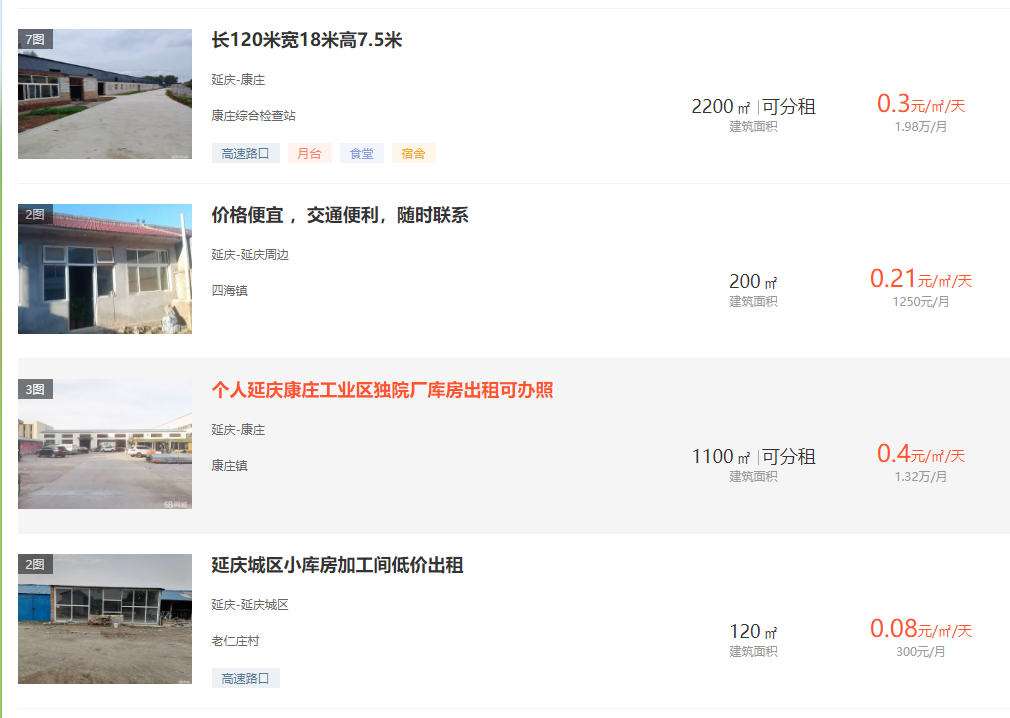 7图
长120米宽18米高7.5米
延庆-康庄
康庄综合检查站
高速路口 月台 食堂 宿舍
2200 ㎡ |可分租
建筑面积
0.3元/㎡/天
1.98万/月
2图
价格便宜 ，交通便利，随时联系
延庆-延庆周边
四海镇
200 ㎡
建筑面积
0.21元/㎡/天
1250元/月
3图
个人延庆康庄工业区独院厂库房出租可办照
延庆-康庄
康庄镇
1100 ㎡ |可分租
建筑面积
0.4元/㎡/天
1.32万/月
2图
延庆城区小库房加工间低价出租
延庆-延庆城区
老仁庄村
高速路口
120 ㎡
建筑面积
0.08元/㎡/天
300元/月